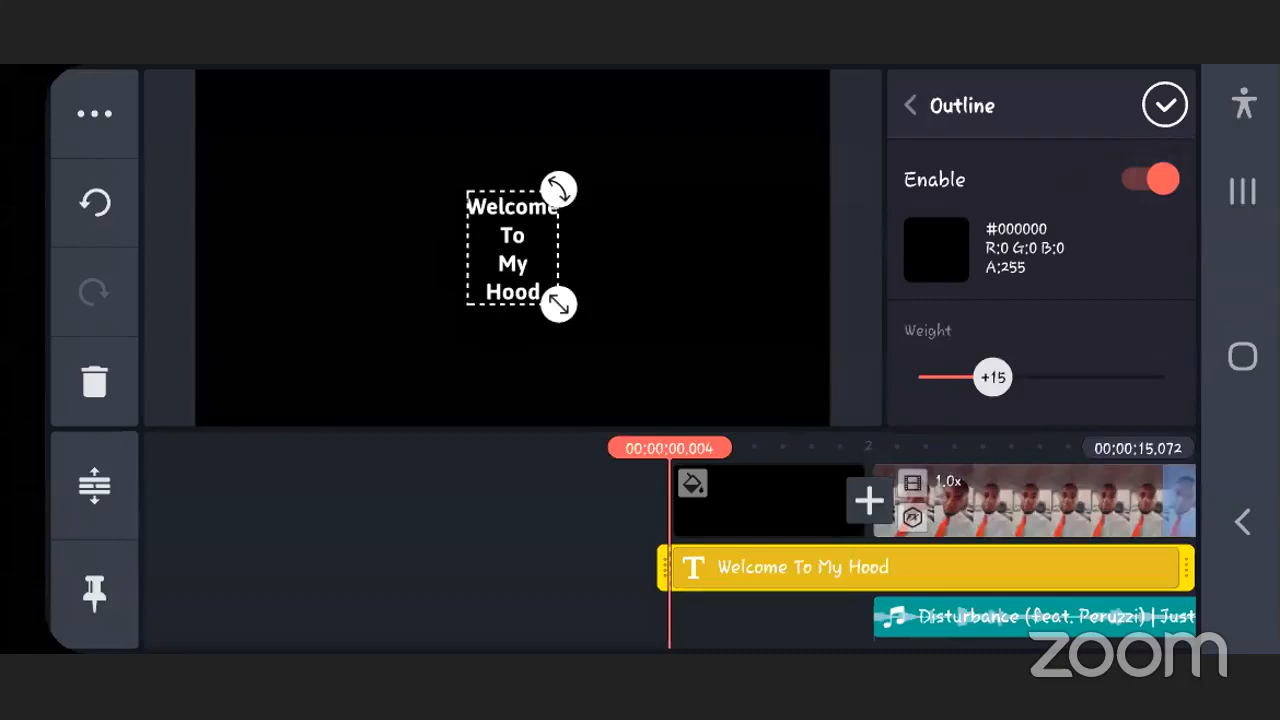 Outline
Enable
#000000
R:0 G:0 B:0
A:255
Weight
+15
Welcome
To
My
Hood
00:00:00.004
2
00:00:15.072
1.0x
FX
T Welcome To My Hood
Disturbance (feat. Peruzzi) | Just
zoom